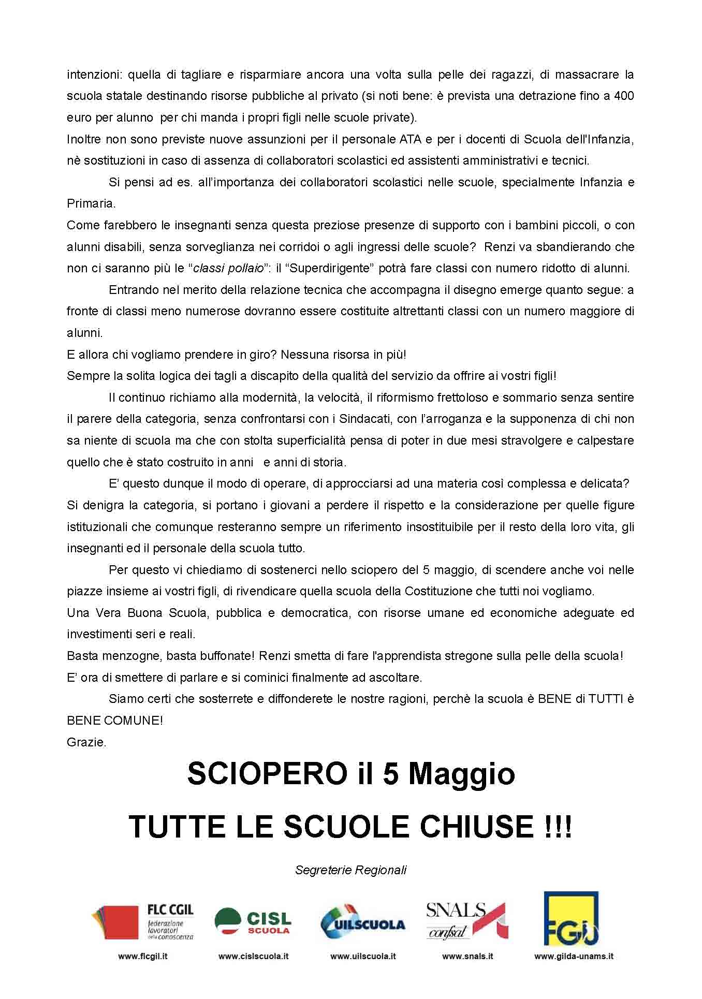 intenzioni: quella di tagliare e risparmiare ancora una volta sulla pelle dei ragazzi, di massacrare la
scuola statale destinando risorse pubbliche al privato (si noti bene: è prevista una detrazione fino a 400
euro per alunno  per chi manda i propri figli nelle scuole private).
Inoltre non sono previste nuove assunzioni per il personale ATA e per i docenti di Scuola dell'Infanzia,
nè sostituzioni in caso di assenza di collaboratori scolastici ed assistenti amministrativi e tecnici.
Si pensi ad es. all’importanza dei collaboratori scolastici nelle scuole, specialmente Infanzia e
Primaria.
Come farebbero le insegnanti senza questa preziose presenze di supporto con i bambini piccoli, o con
alunni disabili, senza sorveglianza nei corridoi o agli ingressi delle scuole?  Renzi va sbandierando che
non ci saranno più le “classi pollaio”: il “Superdirigente” potrà fare classi con numero ridotto di alunni.
Entrando nel merito della relazione tecnica che accompagna il disegno emerge quanto segue: a
fronte di classi meno numerose dovranno essere costituite altrettanti classi con un numero maggiore di
alunni.
E allora chi vogliamo prendere in giro? Nessuna risorsa in più!
Sempre la solita logica dei tagli a discapito della qualità del servizio da offrire ai vostri figli!
Il continuo richiamo alla modernità, la velocità, il riformismo frettoloso e sommario senza sentire
il parere della categoria, senza confrontarsi con i Sindacati, con l’arroganza e la supponenza di chi non
sa niente di scuola ma che con stolta superficialità pensa di poter in due mesi stravolgere e calpestare
quello che è stato costruito in anni   e anni di storia.
E’ questo dunque il modo di operare, di approcciarsi ad una materia così complessa e delicata?
Si denigra la categoria, si portano i giovani a perdere il rispetto e la considerazione per quelle figure
istituzionali che comunque resteranno sempre un riferimento insostituibile per il resto della loro vita, gli
insegnanti ed il personale della scuola tutto.
Per questo vi chiediamo di sostenerci nello sciopero del 5 maggio, di scendere anche voi nelle
piazze insieme ai vostri figli, di rivendicare quella scuola della Costituzione che tutti noi vogliamo.
Una Vera Buona Scuola, pubblica e democratica, con risorse umane ed economiche adeguate ed
investimenti seri e reali.
Basta menzogne, basta buffonate! Renzi smetta di fare l'apprendista stregone sulla pelle della scuola!
E’ ora di smettere di parlare e si cominici finalmente ad ascoltare.
Siamo certi che sosterrete e diffonderete le nostre ragioni, perchè la scuola è BENE di TUTTI è
BENE COMUNE!
Grazie.
SCIOPERO il 5 Maggio
TUTTE LE SCUOLE CHIUSE !!!
Segreterie Regionali
FLC CGIL
federazione
lavoratori
della conoscenza
CISL
SCUOLA
UILSCUOLA
SNALS
confsal
FGU
www.flcgil.it
www.cislscuola.it
www.uilscuola.it
www.snals.it
www.gilda-unams.it